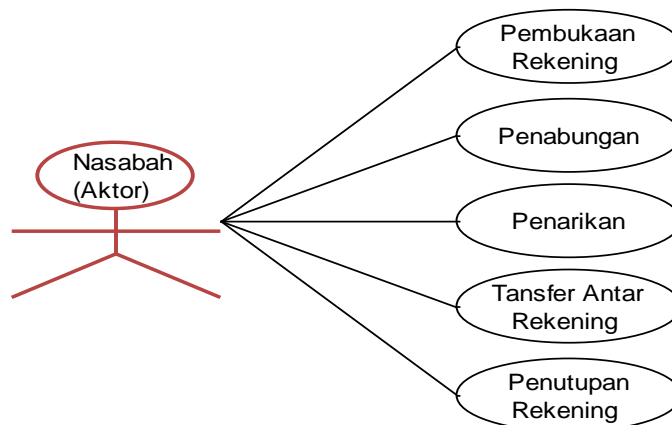 Pembukaan
Rekening
Penabungan
Nasabah
(Aktor)
Penarikan
Tansfer Antar
Rekening
Penutupan
Rekening